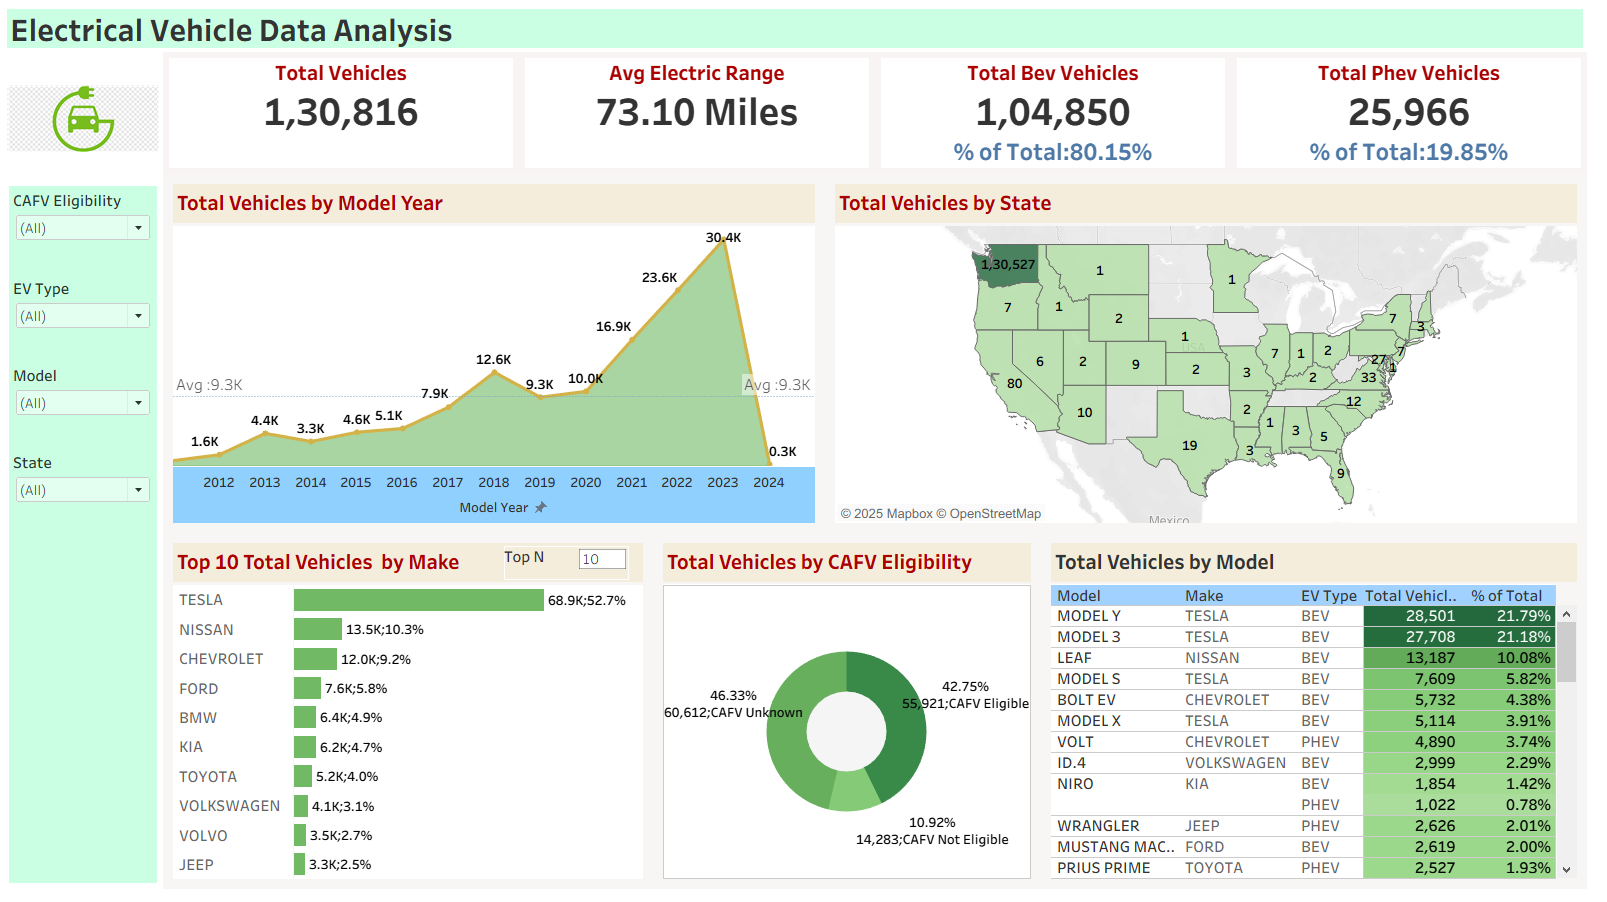 Electrical Vehicle Data Analysis
Total Vehicles
1,30,816
Avg Electric Range
73.10 Miles
Total Bev Vehicles
1,04,850
% of Total:80.15%
Total Phev Vehicles
25,966
% of Total:19.85%
CAFV Eligibility
(All)
EV Type
(All)
Model
(All)
State
(All)
Total Vehicles by Model Year
30.4K
23.6K
16.9K
12.6K
Avg :9.3K
9.3K
10.0K
Avg :9.3K
7.9K
4.4K
4.6K
5.1K
3.3K
1.6K
0.3K
2012 2013 2014 2015 2016 2017 2018 2019 2020 2021 2022 2023 2024
Model Year
Total Vehicles by State
1,30,527
1
1
7
1
2
7
3
1
USA
6
2
9
2
3
7
1
2
27
7
1
80
2
33
10
2
12
19
3
1
3
5
9
Mexico
© 2025 Mapbox © OpenStreetMap
Top 10 Total Vehicles by Make
Top N
10
TESLA 68.9K;52.7%
NISSAN 13.5K;10.3%
CHEVROLET 12.0K;9.2%
FORD 7.6K;5.8%
BMW 6.4K;4.9%
KIA 6.2K;4.7%
TOYOTA 5.2K;4.0%
VOLKSWAGEN 4.1K;3.1%
VOLVO 3.5K;2.7%
JEEP 3.3K;2.5%
Total Vehicles by CAFV Eligibility
46.33%
60,612;CAFV Unknown
42.75%
55,921;CAFV Eligible
10.92%
14,283;CAFV Not Eligible
Total Vehicles by Model
Model Make EV Type Total Vehicl.. % of Total
MODEL Y TESLA BEV 28,501 21.79%
MODEL 3 TESLA BEV 27,708 21.18%
LEAF NISSAN BEV 13,187 10.08%
MODEL S TESLA BEV 7,609 5.82%
BOLT EV CHEVROLET BEV 5,732 4.38%
MODEL X TESLA BEV 5,114 3.91%
VOLT CHEVROLET PHEV 4,890 3.74%
ID.4 VOLKSWAGEN BEV 2,999 2.29%
NIRO KIA BEV 1,854 1.42%
PHEV 1,022 0.78%
WRANGLER JEEP PHEV 2,626 2.01%
MUSTANG MAC.. FORD BEV 2,619 2.00%
PRIUS PRIME TOYOTA PHEV 2,527 1.93%